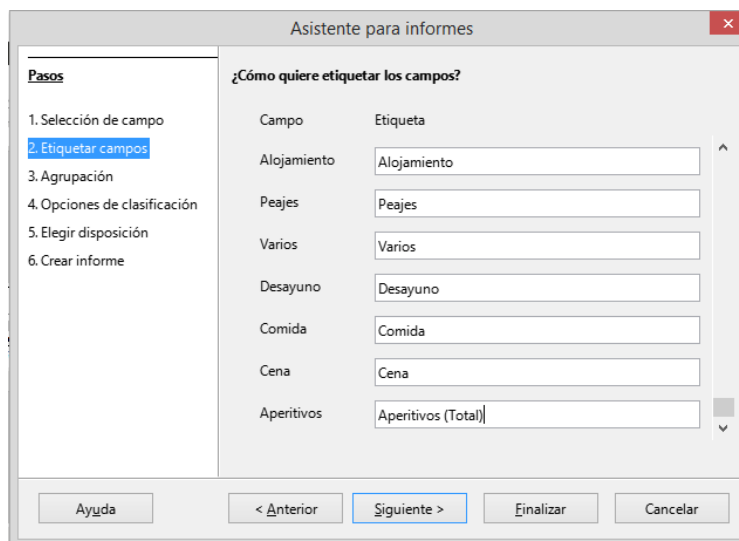 Asistente para informes
Pasos
1. Selección de campo
2. Etiquetar campos
3. Agrupación
4. Opciones de clasificación
5. Elegir disposición
6. Crear informe
¿Cómo quiere etiquetar los campos?
Campo Etiqueta
Alojamiento Alojamiento
Peajes Peajes
Varios Varios
Desayuno Desayuno
Comida Comida
Cena Cena
Aperitivos Aperitivos (Total)
Ayuda < Anterior Siguiente > Finalizar Cancelar